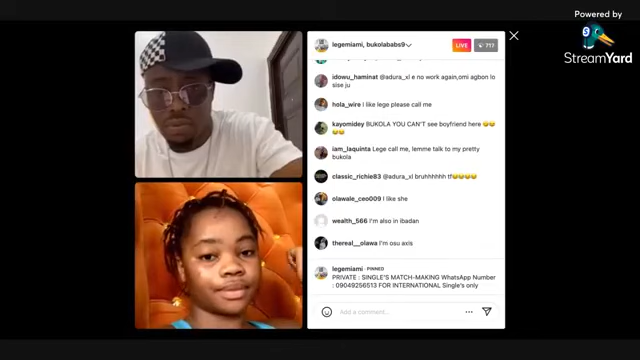 Powered by
StreamYard
legemiami, bukolababs9
LIVE
717
idowu_haminat @adura_xl e no work again,omi agbon lo
sise ju
hola_wire I like lege please call me
kayomidey BUKOLA YOU CAN'T see boyfriend here 😂😂
😂😂
iam_laquinta Lege call me, lemme talk to my pretty
bukola
classic_richie83 @adura_xl bruhhhhhh tf😂😂😂😂
olawale_ceo009 I like she
wealth_566 I'm also in ibadan
thereal__olawa I'm osu axis
legemiami · PINNED
PRIVATE : SINGLE'S MATCH-MAKING WhatsApp Number
: 09049256513 FOR INTERNATIONAL Single's only
Add a comment...